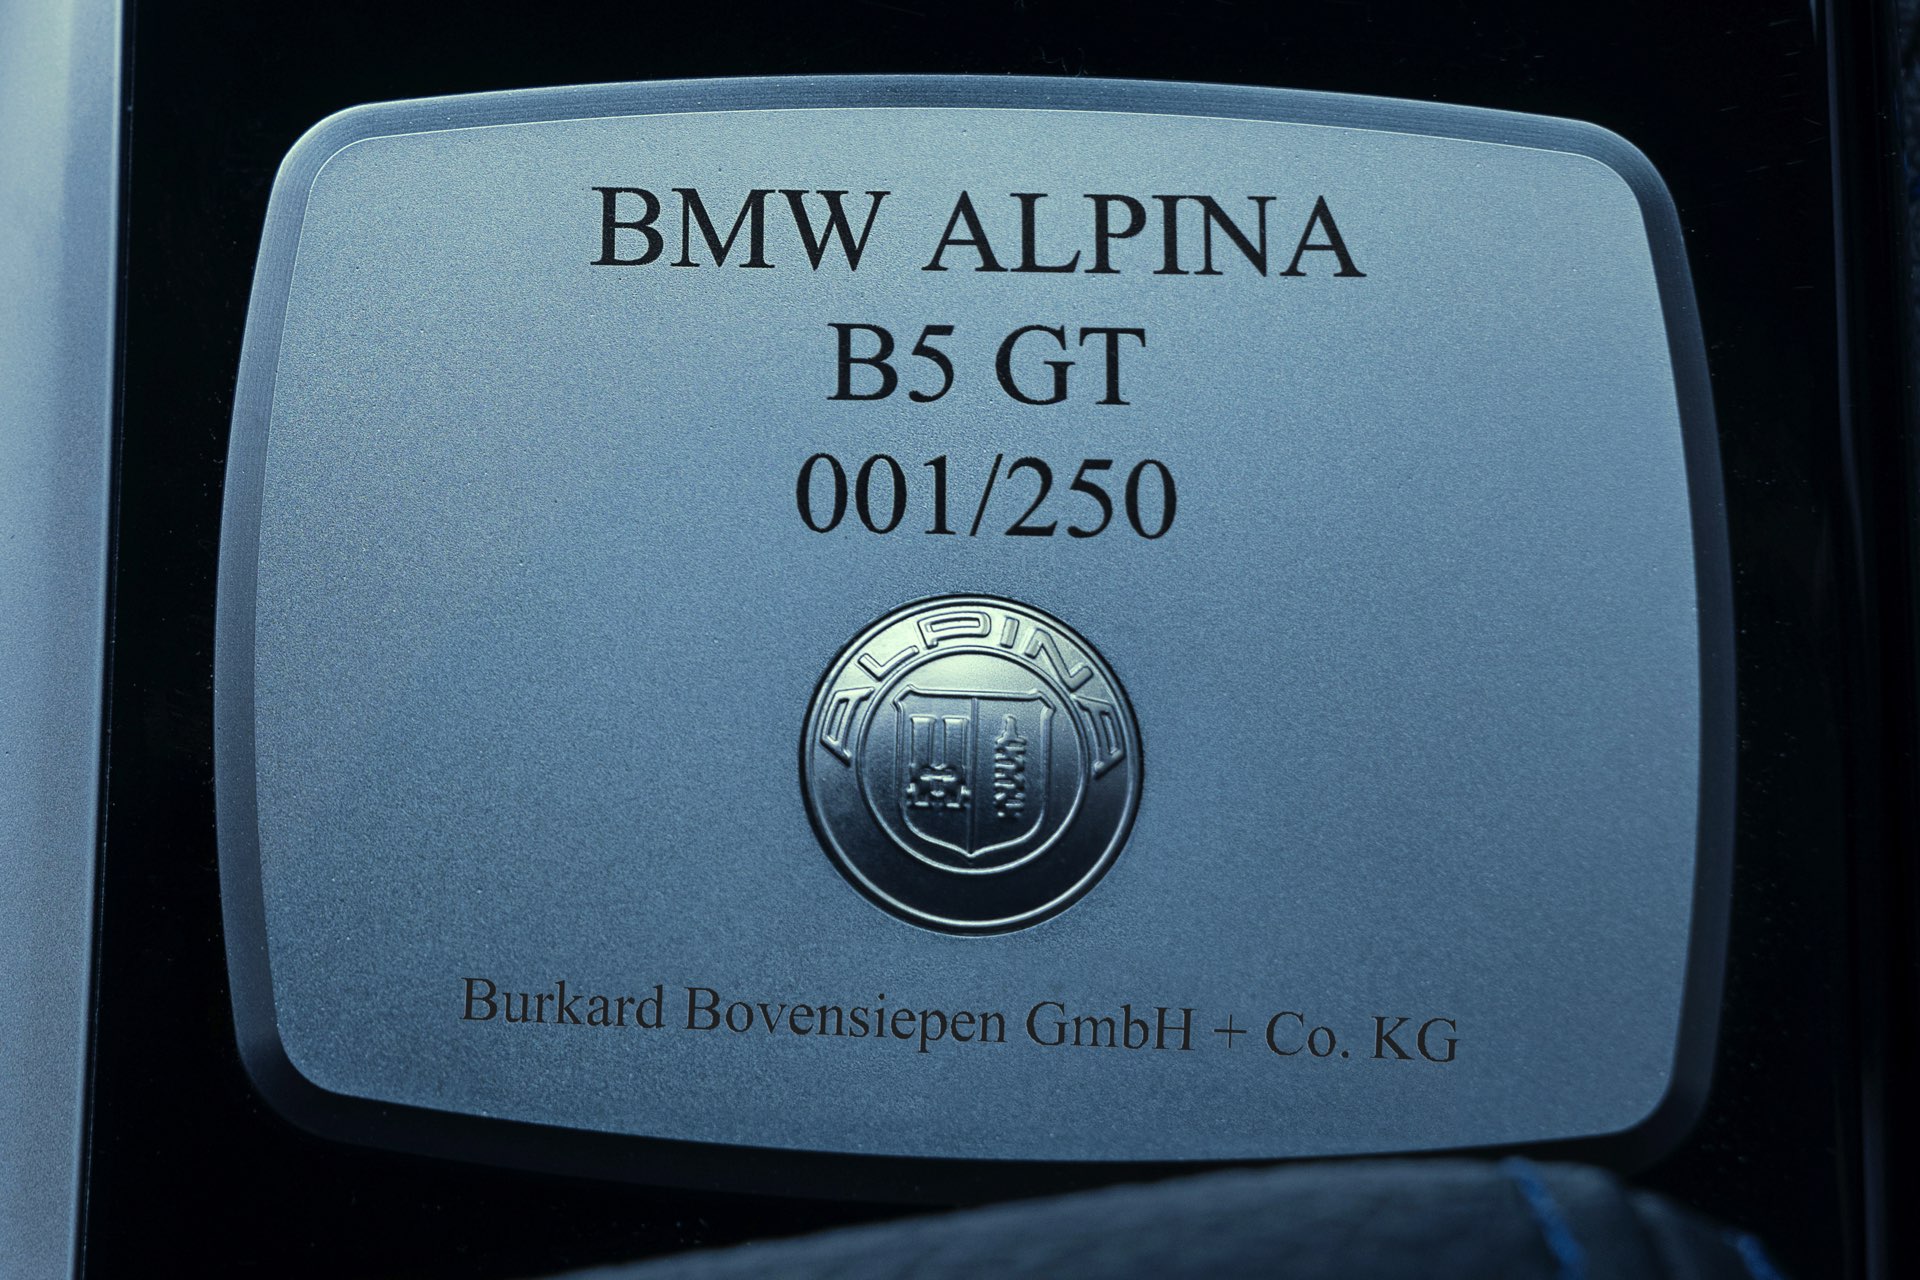 BMW ALPINA
B5 GT
001/250
ALPINA
Burkard Bovensiepen GmbH + Co. KG